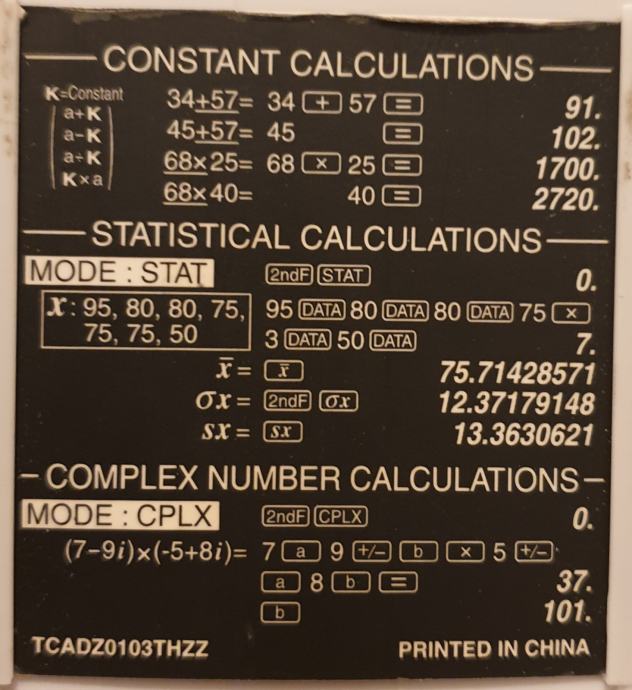 CONSTANT CALCULATIONS
K=Constant
a+K
a−K
a÷K
K×a
34+57= 34 + 57 = 91.
45+57= 45 = 102.
68×25= 68 × 25 = 1700.
68×40= 40 = 2720.
STATISTICAL CALCULATIONS
MODE : STAT 2ndF STAT 0.
x : 95, 80, 80, 75, 95 DATA 80 DATA 80 DATA 75 ×
75, 75, 50 3 DATA 50 DATA 7.
x̄ = x̄ 75.71428571
σx = 2ndF σx 12.37179148
sx = sx 13.3630621
COMPLEX NUMBER CALCULATIONS
MODE : CPLX 2ndF CPLX 0.
(7−9i)×(-5+8i)= 7 a 9 +/− b × 5 +/−
a 8 b = 37.
b 101.
TCADZ0103THZZ PRINTED IN CHINA